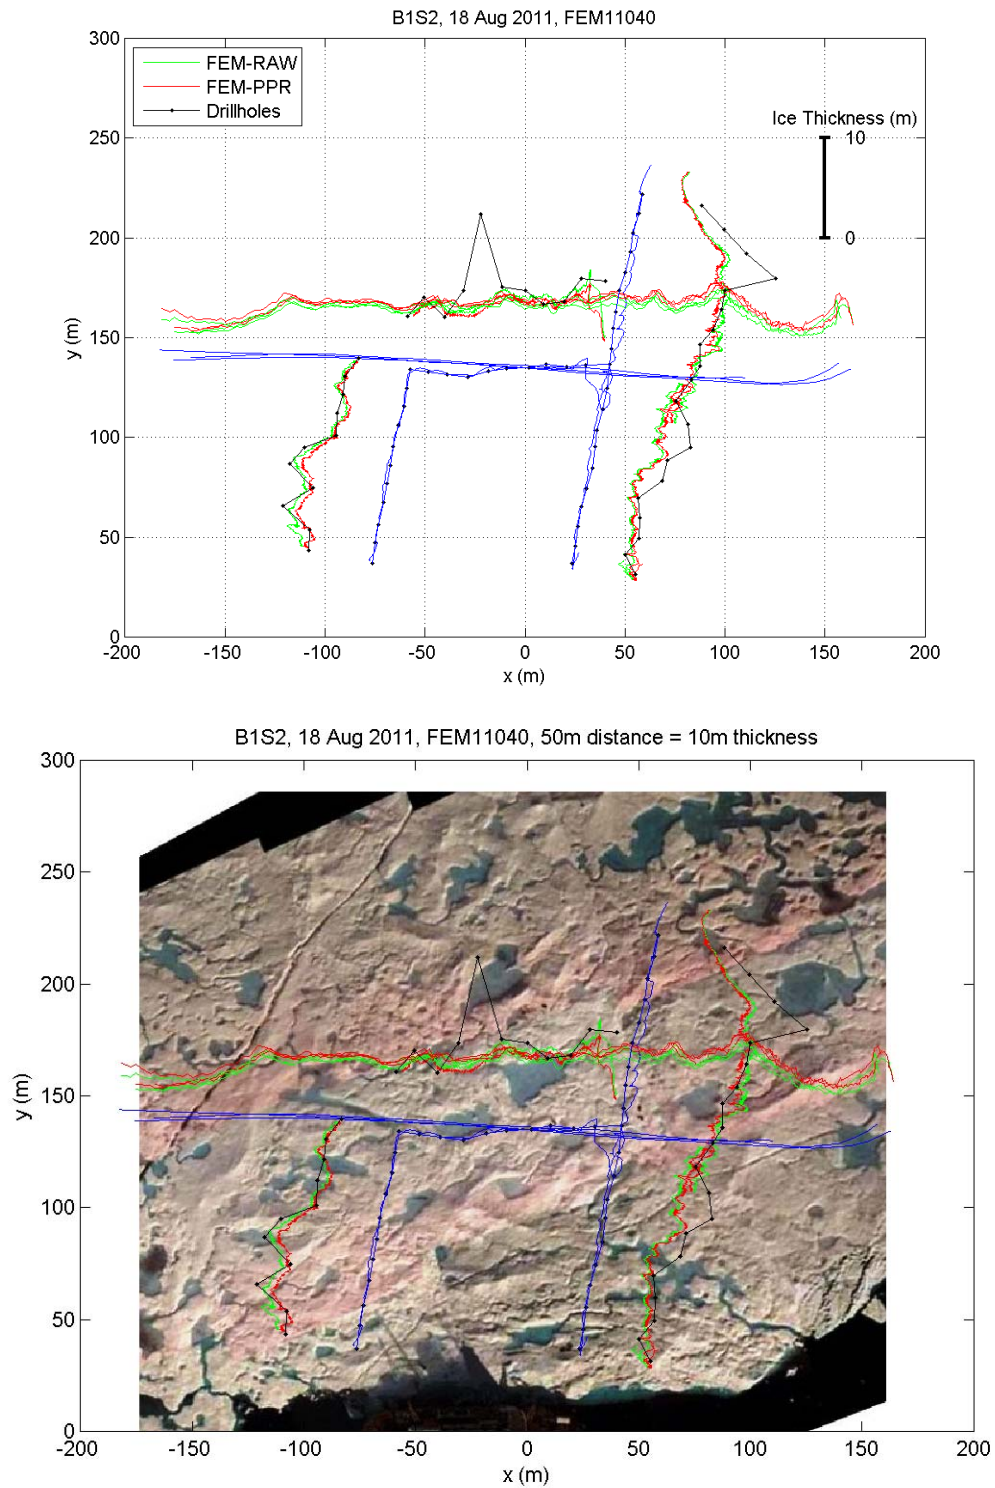 B1S2, 18 Aug 2011, FEM11040
300
FEM-RAW
FEM-PPR
Drillholes
250
Ice Thickness (m)
10
200
0
y (m)
150
100
50
0
-200 -150 -100 -50 0 50 100 150 200
x (m)
B1S2, 18 Aug 2011, FEM11040, 50m distance = 10m thickness
300
250
200
y (m)
150
100
50
0
-200 -150 -100 -50 0 50 100 150 200
x (m)